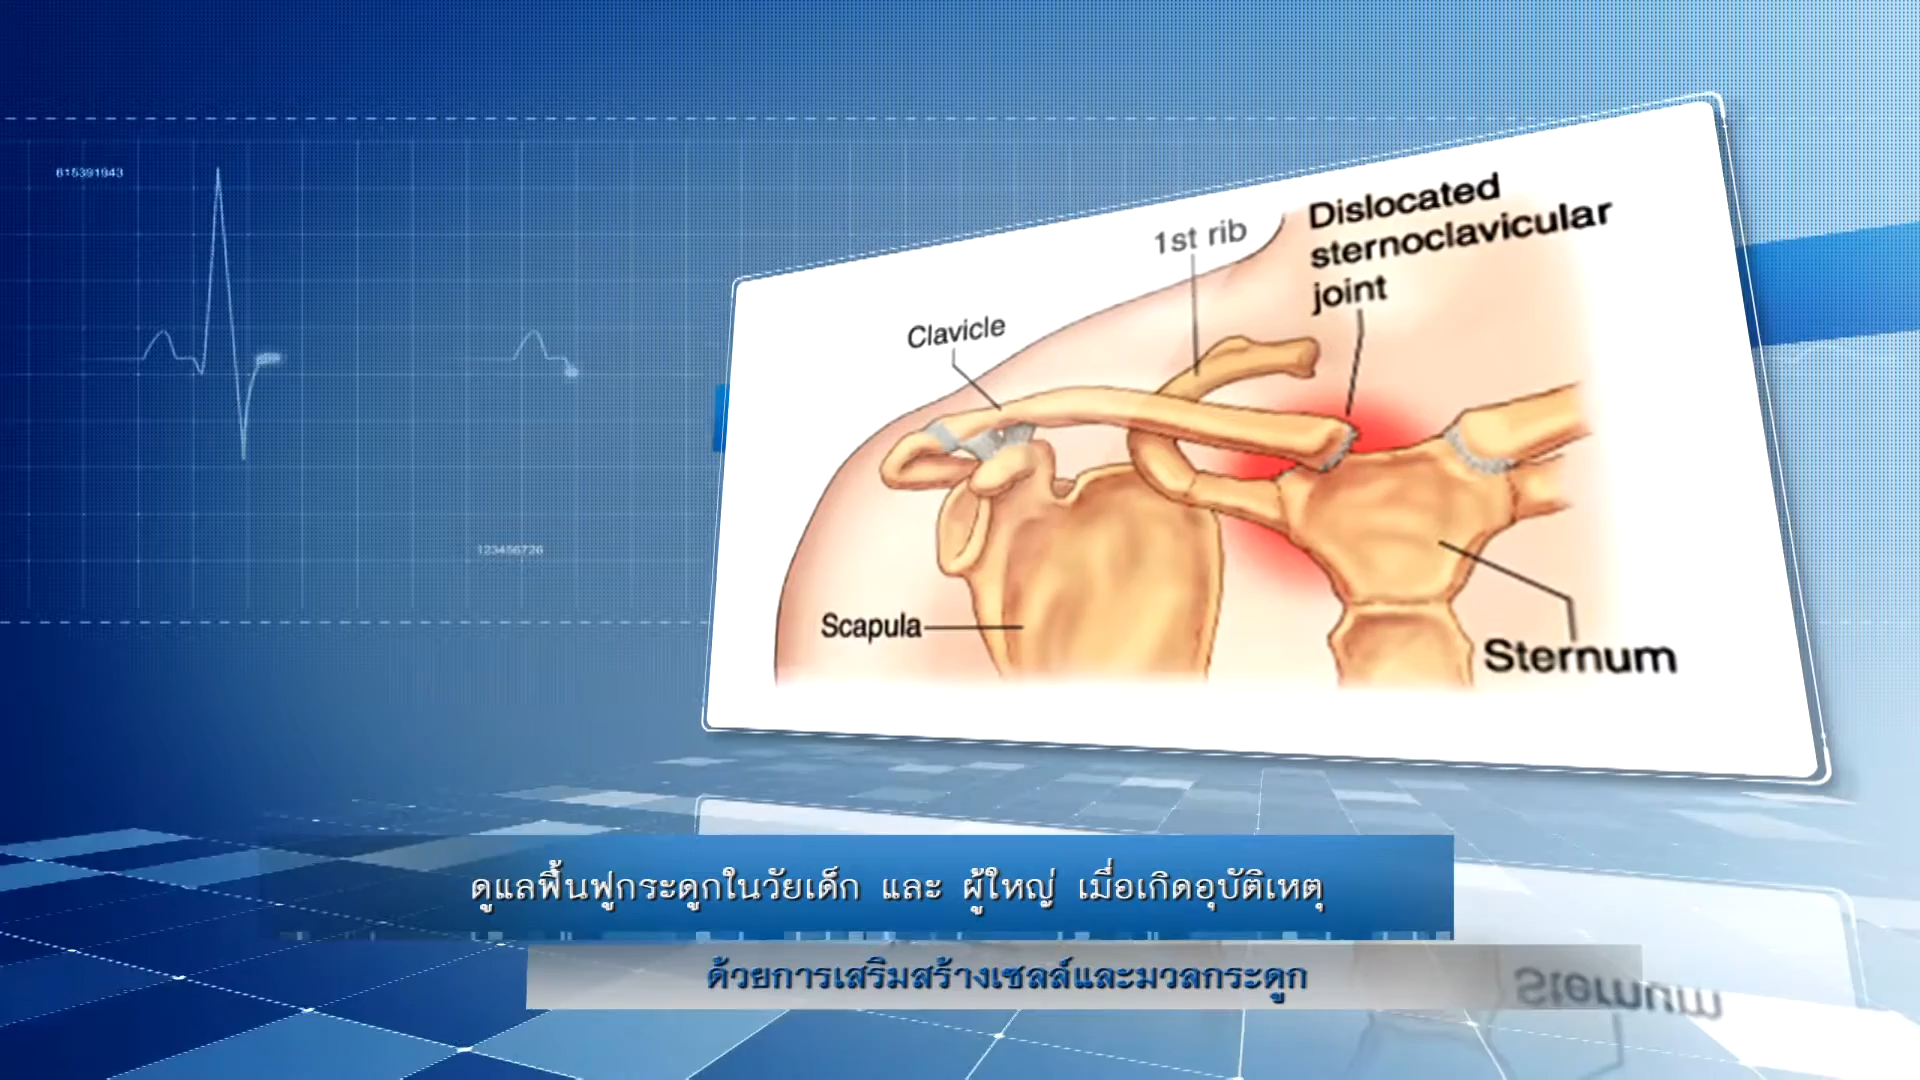 615391943
123456726
1st rib
Dislocated
sternoclavicular
joint
Clavicle
Scapula
Sternum
ดูแลฟื้นฟูกระดูกในวัยเด็ก และ ผู้ใหญ่ เมื่อเกิดอุบัติเหตุ
ด้วยการเสริมสร้างเซลล์และมวลกระดูก
Sternum